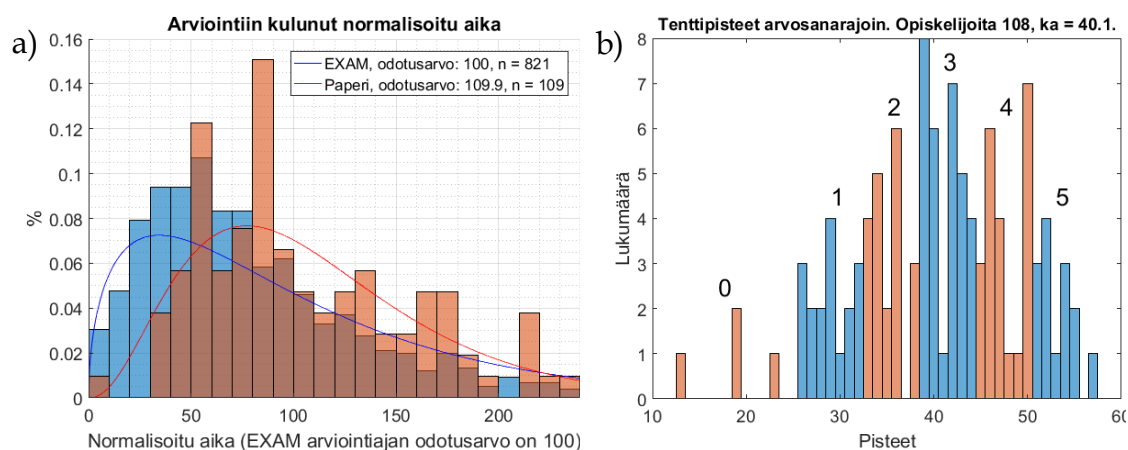 a)
Arviointiin kulunut normalisoitu aika
0.16
0.14
0.12
0.1
0.08
0.06
0.04
0.02
0
%
EXAM, odotusarvo: 100, n = 821
Paperi, odotusarvo: 109.9, n = 109
0 50 100 150 200
Normalisoitu aika (EXAM arviointiajan odotusarvo on 100)
b)
Tenttipisteet arvosanarajoin. Opiskelijoita 108, ka = 40.1.
8
7
6
5
4
3
2
1
0
Lukumäärä
0
1
2
3
4
5
10 20 30 40 50 60
Pisteet